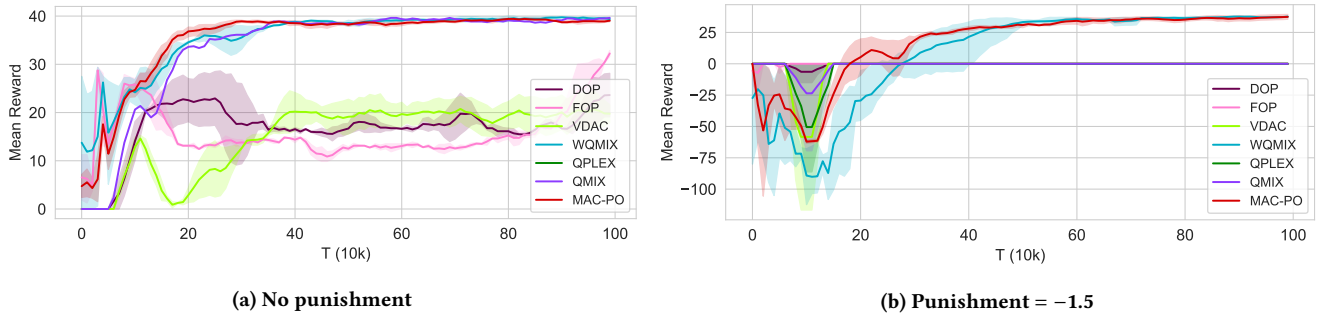 Mean Reward
40
30
20
10
0
0
20
40
60
80
100
T (10k)
DOP
FOP
VDAC
WQMIX
QPLEX
QMIX
MAC-PO
(a) No punishment
Mean Reward
25
0
−25
−50
−75
−100
0
20
40
60
80
100
T (10k)
DOP
FOP
VDAC
WQMIX
QPLEX
QMIX
MAC-PO
(b) Punishment = −1.5